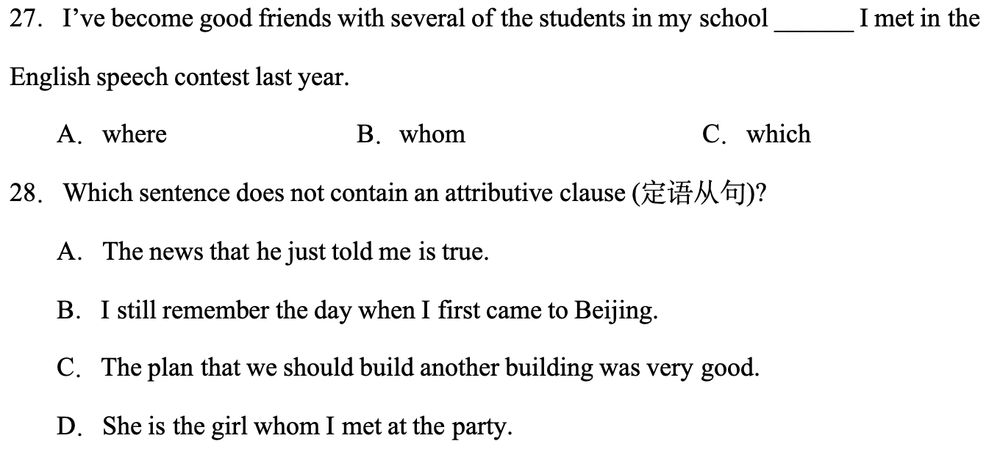 27. I’ve become good friends with several of the students in my school ______ I met in the
English speech contest last year.
A. where B. whom C. which
28. Which sentence does not contain an attributive clause (定语从句)?
A. The news that he just told me is true.
B. I still remember the day when I first came to Beijing.
C. The plan that we should build another building was very good.
D. She is the girl whom I met at the party.